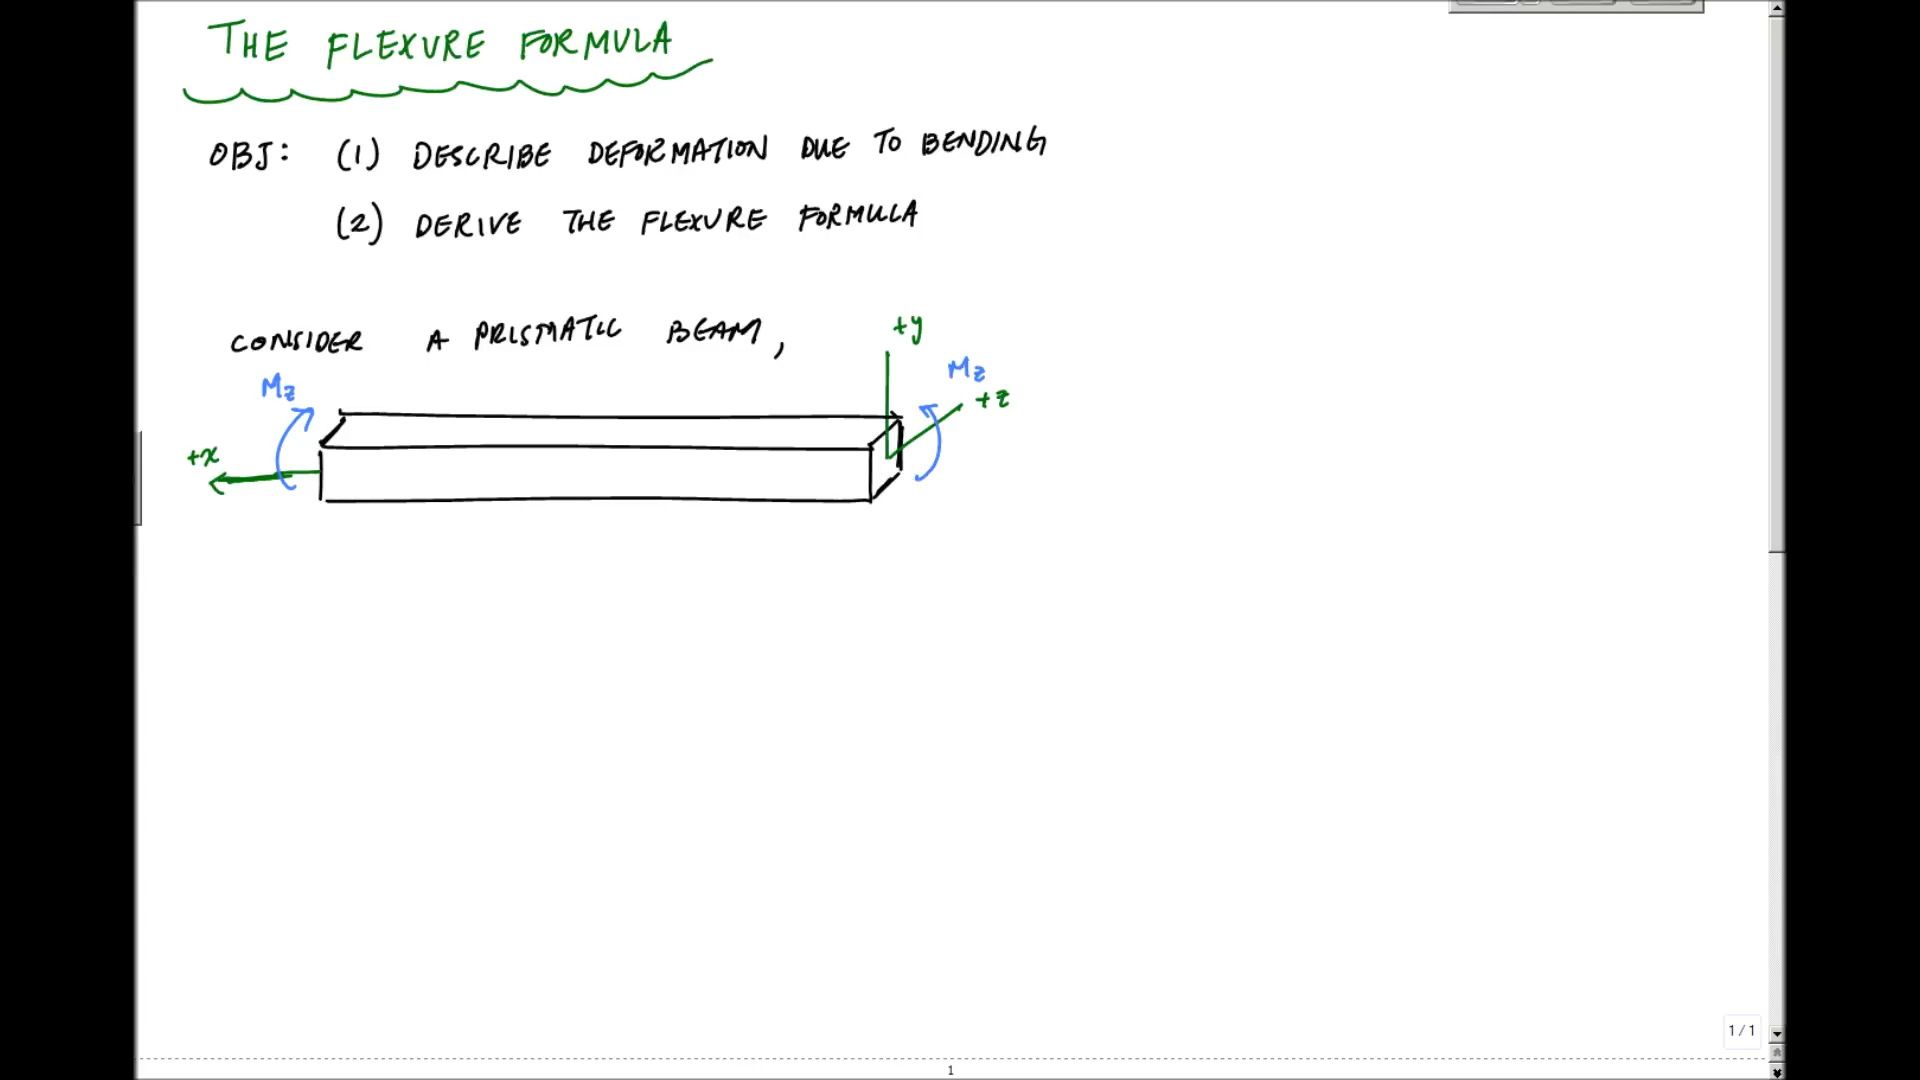 THE FLEXURE FORMULA
OBJ: (1) DESCRIBE DEFORMATION DUE TO BENDING
(2) DERIVE THE FLEXURE FORMULA
CONSIDER A PRISMATIC BEAM,
+y
Mz
Mz
+z
+x
1/1
1